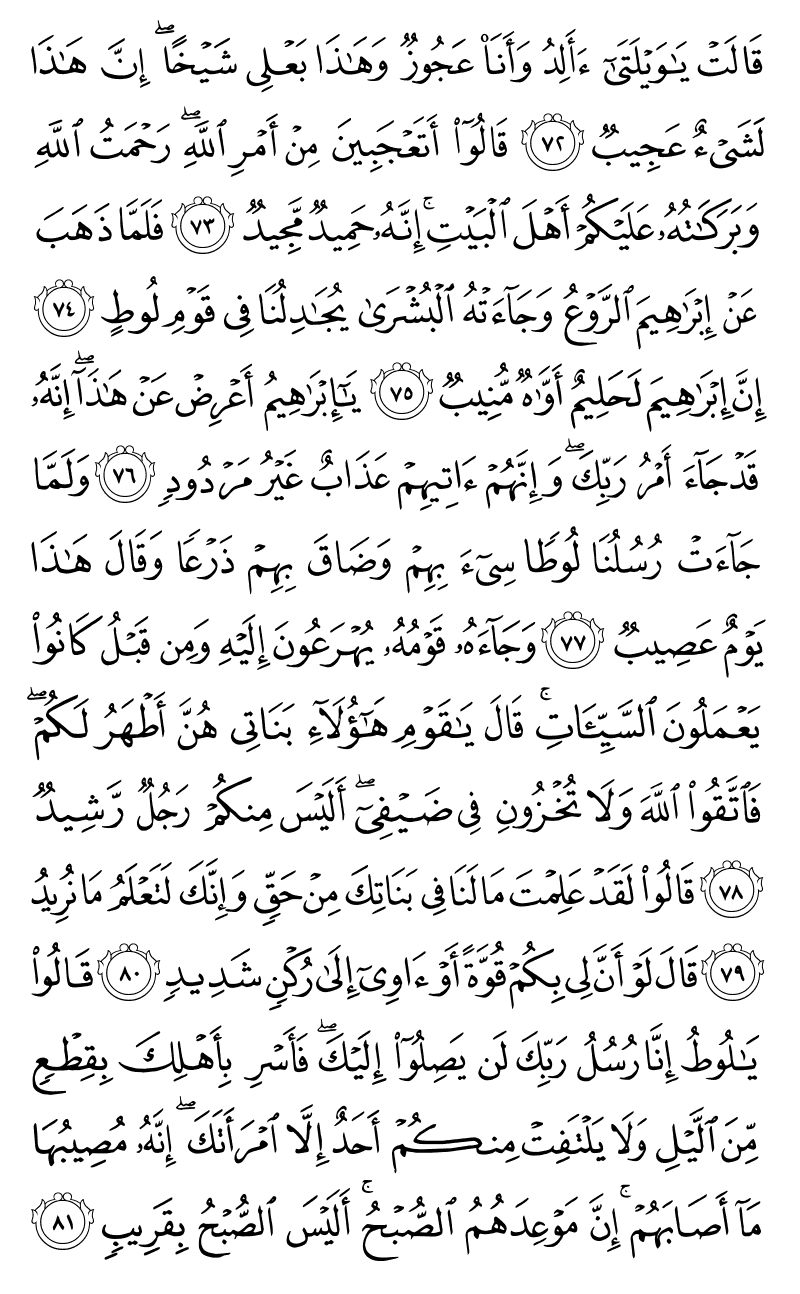 قَالَتْ يَـٰوَيْلَتَىٰٓ ءَأَلِدُ وَأَنَا۠ عَجُوزٌ وَهَـٰذَا بَعْلِى شَيْخًا ۖ إِنَّ هَـٰذَا
لَشَىْءٌ عَجِيبٌ ٧٢ قَالُوٓا۟ أَتَعْجَبِينَ مِنْ أَمْرِ ٱللَّهِ ۖ رَحْمَتُ ٱللَّهِ
وَبَرَكَـٰتُهُۥ عَلَيْكُمْ أَهْلَ ٱلْبَيْتِ ۚ إِنَّهُۥ حَمِيدٌ مَّجِيدٌ ٧٣ فَلَمَّا ذَهَبَ
عَنْ إِبْرَٰهِيمَ ٱلرَّوْعُ وَجَآءَتْهُ ٱلْبُشْرَىٰ يُجَـٰدِلُنَا فِى قَوْمِ لُوطٍ ٧٤
إِنَّ إِبْرَٰهِيمَ لَحَلِيمٌ أَوَّٰهٌ مُّنِيبٌ ٧٥ يَـٰٓإِبْرَٰهِيمُ أَعْرِضْ عَنْ هَـٰذَآ ۖ إِنَّهُۥ
قَدْ جَآءَ أَمْرُ رَبِّكَ ۖ وَإِنَّهُمْ ءَاتِيهِمْ عَذَابٌ غَيْرُ مَرْدُودٍ ٧٦ وَلَمَّا
جَآءَتْ رُسُلُنَا لُوطًا سِىٓءَ بِهِمْ وَضَاقَ بِهِمْ ذَرْعًا وَقَالَ هَـٰذَا
يَوْمٌ عَصِيبٌ ٧٧ وَجَآءَهُۥ قَوْمُهُۥ يُهْرَعُونَ إِلَيْهِ وَمِن قَبْلُ كَانُوا۟
يَعْمَلُونَ ٱلسَّيِّـَٔاتِ ۚ قَالَ يَـٰقَوْمِ هَـٰٓؤُلَآءِ بَنَاتِى هُنَّ أَطْهَرُ لَكُمْ ۖ
فَٱتَّقُوا۟ ٱللَّهَ وَلَا تُخْزُونِ فِى ضَيْفِىٓ ۖ أَلَيْسَ مِنكُمْ رَجُلٌ رَّشِيدٌ
٧٨ قَالُوا۟ لَقَدْ عَلِمْتَ مَا لَنَا فِى بَنَاتِكَ مِنْ حَقٍّ وَإِنَّكَ لَتَعْلَمُ مَا نُرِيدُ
٧٩ قَالَ لَوْ أَنَّ لِى بِكُمْ قُوَّةً أَوْ ءَاوِىٓ إِلَىٰ رُكْنٍ شَدِيدٍ ٨٠ قَالُوا۟
يَـٰلُوطُ إِنَّا رُسُلُ رَبِّكَ لَن يَصِلُوٓا۟ إِلَيْكَ ۖ فَأَسْرِ بِأَهْلِكَ بِقِطْعٍ
مِّنَ ٱلَّيْلِ وَلَا يَلْتَفِتْ مِنكُمْ أَحَدٌ إِلَّا ٱمْرَأَتَكَ ۖ إِنَّهُۥ مُصِيبُهَا
مَآ أَصَابَهُمْ ۚ إِنَّ مَوْعِدَهُمُ ٱلصُّبْحُ ۚ أَلَيْسَ ٱلصُّبْحُ بِقَرِيبٍ ٨١